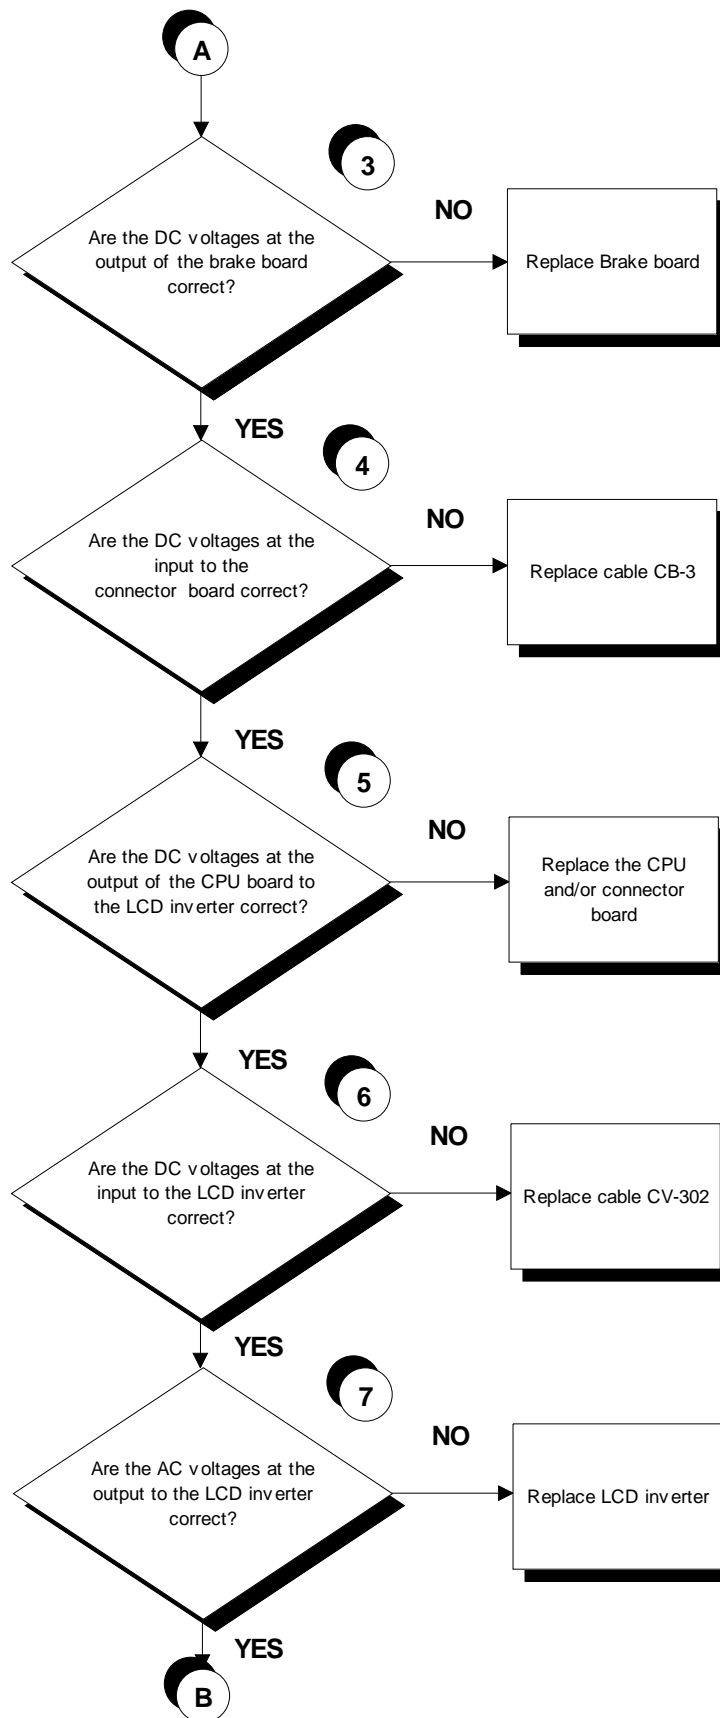 A
3
NO
Are the DC voltages at the
output of the brake board
correct?
Replace Brake board
YES
4
NO
Are the DC voltages at the
input to the
connector board correct?
Replace cable CB-3
YES
5
NO
Are the DC voltages at the
output of the CPU board to
the LCD inverter correct?
Replace the CPU
and/or connector
board
YES
6
NO
Are the DC voltages at the
input to the LCD inverter
correct?
Replace cable CV-302
YES
7
NO
Are the AC voltages at the
output to the LCD inverter
correct?
Replace LCD inverter
YES
B